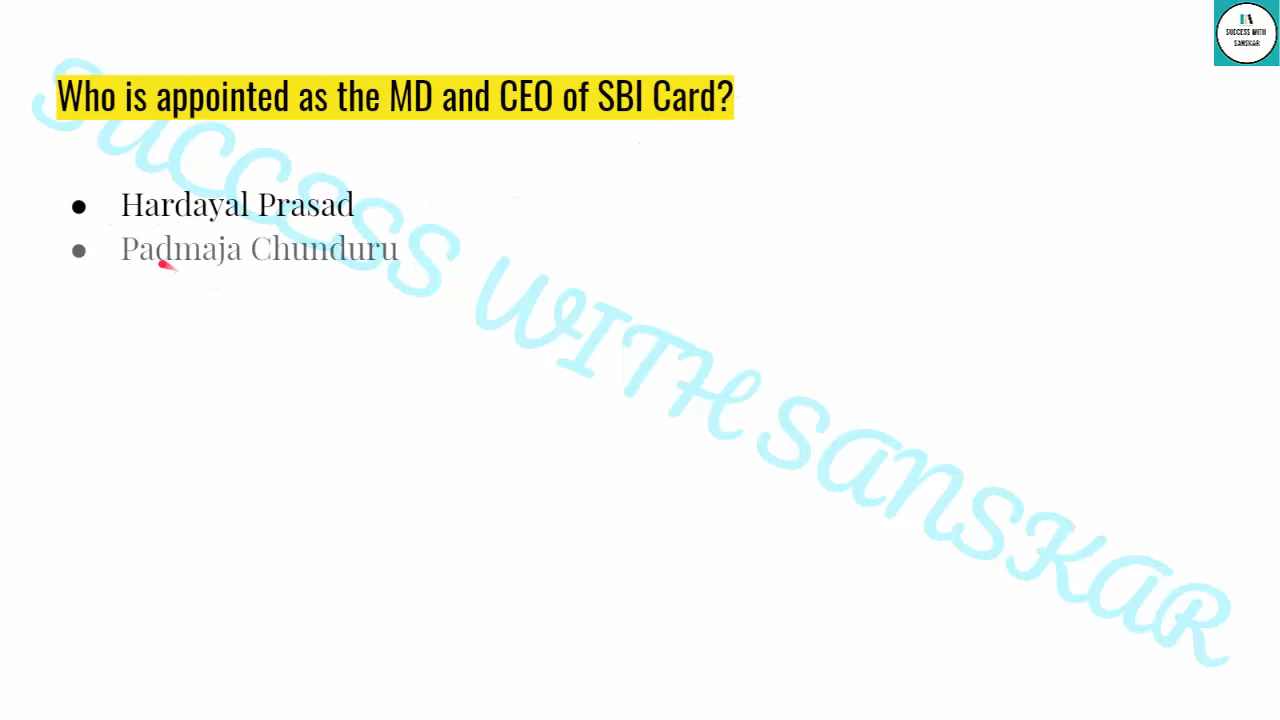 SUCCESS WITH
SANSKAR
Who is appointed as the MD and CEO of SBI Card?
● Hardayal Prasad
● Padmaja Chunduru
SUCCESS WITH SANSKAR